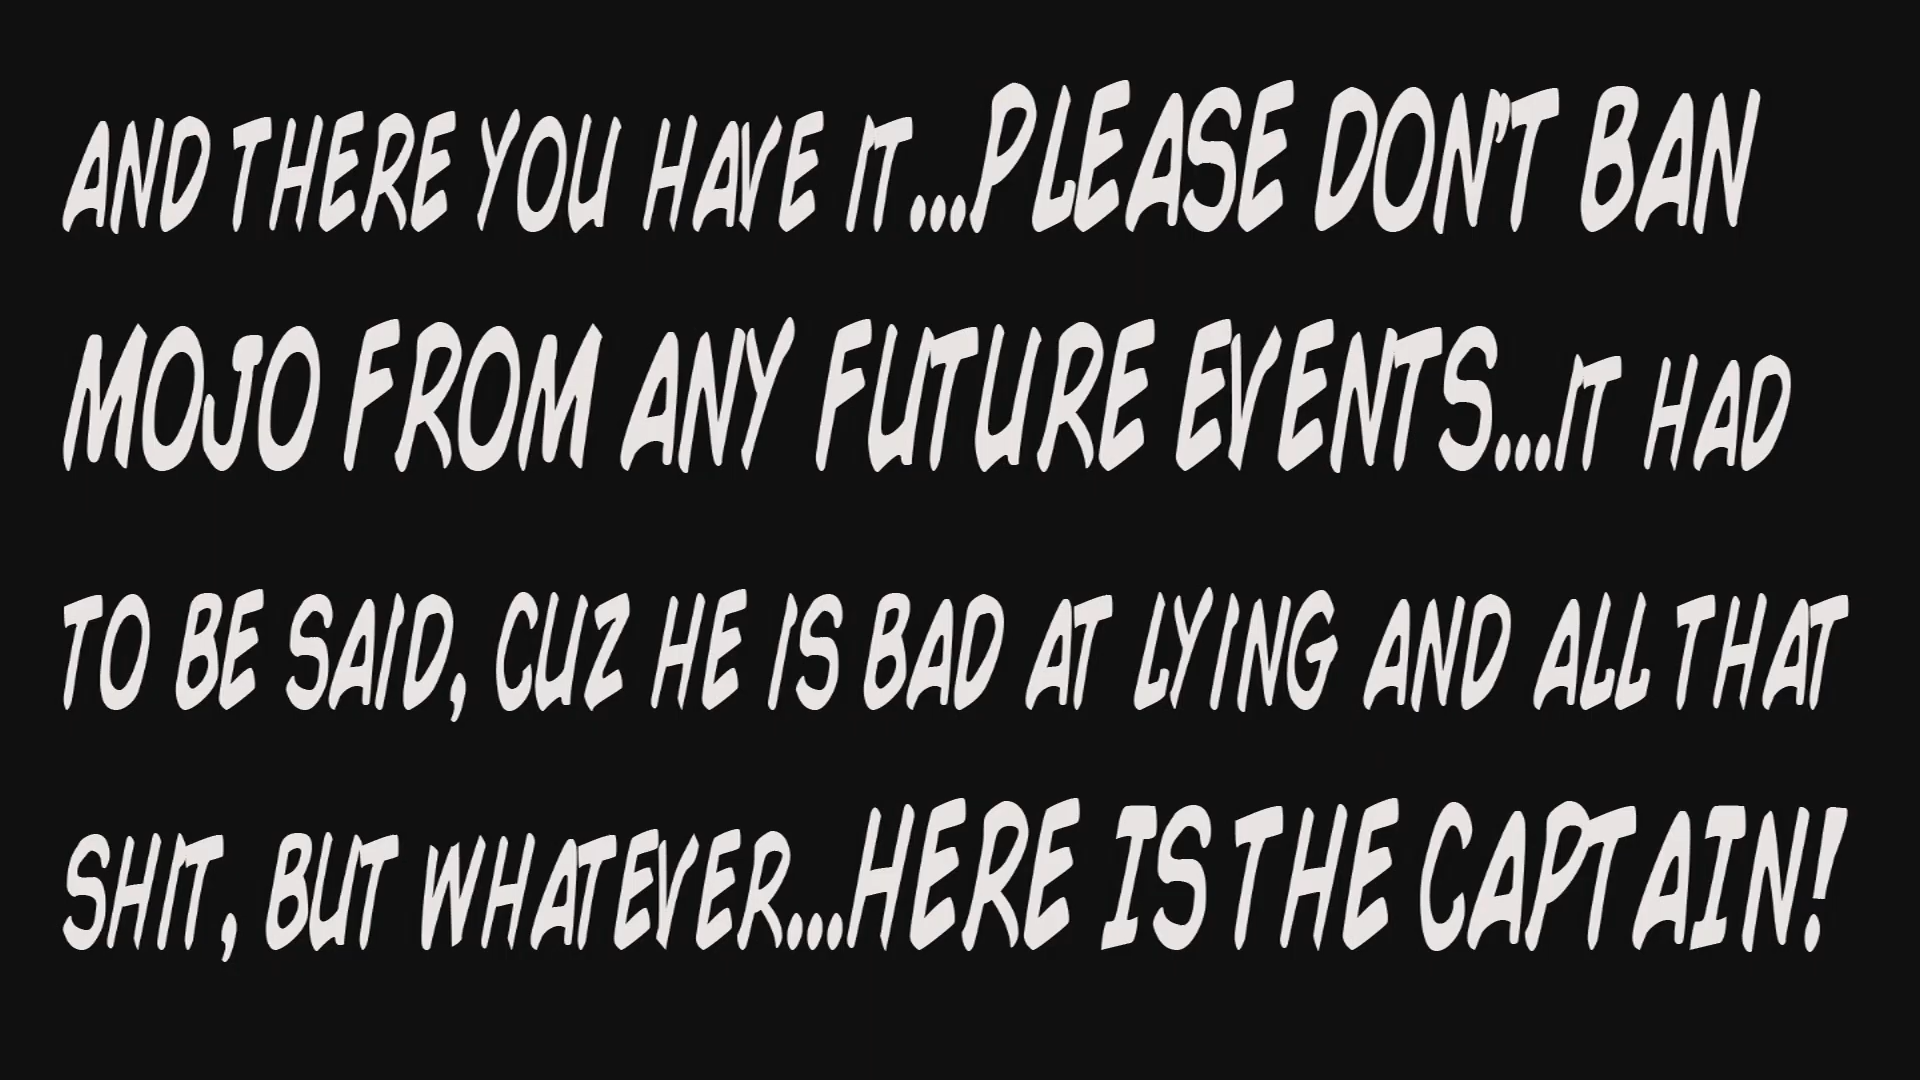 AND THERE YOU HAVE IT...PLEASE DON'T BAN
MOJO FROM ANY FUTURE EVENTS...IT HAD
TO BE SAID, CUZ HE IS BAD AT LYING AND ALL THAT
SHIT, BUT WHATEVER...HERE IS THE CAPTAIN!